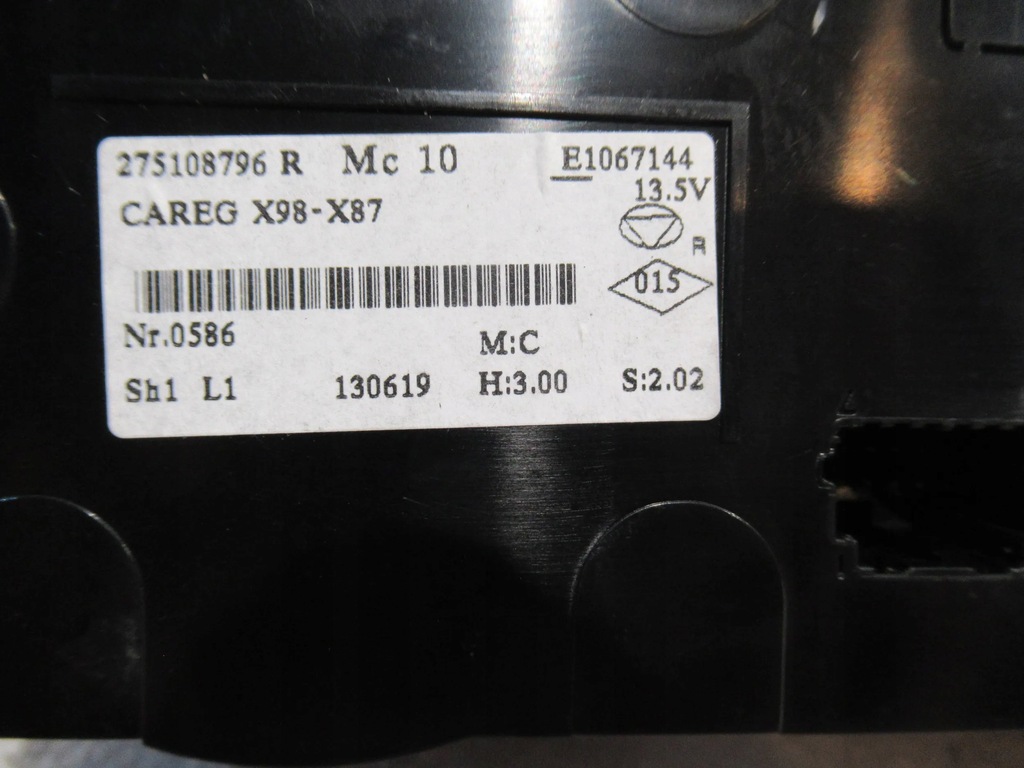 275108796 R Mc 10 E1067144
13.5V
CAREG X98-X87
R
015
Nr.0586
M:C
Sh1 L1 130619 H:3.00 S:2.02